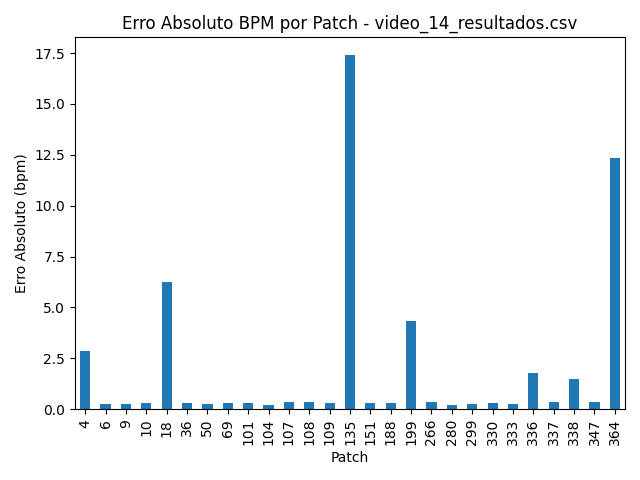 Erro Absoluto BPM por Patch - video_14_resultados.csv
Erro Absoluto (bpm)
17.5
15.0
12.5
10.0
7.5
5.0
2.5
0.0
4 6 9 10 18 36 50 69 101 104 107 108 109 135 151 188 199 266 280 299 330 333 336 337 338 347 364
Patch